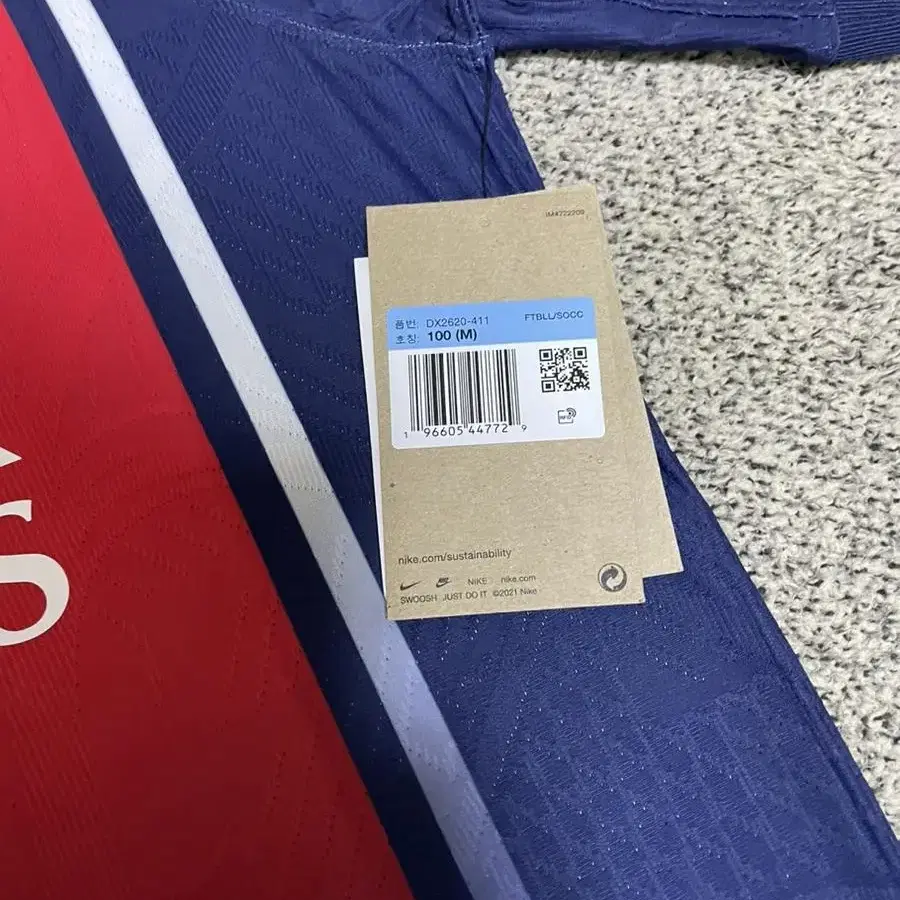 IM#722209
품번: DX2620-411
FTBLL/SOCC
호칭: 100 (M)
1 96605 44772 9
RFID
nike.com/sustainability
NIKE nike.com
SWOOSH JUST DO IT ©2021 Nike
S